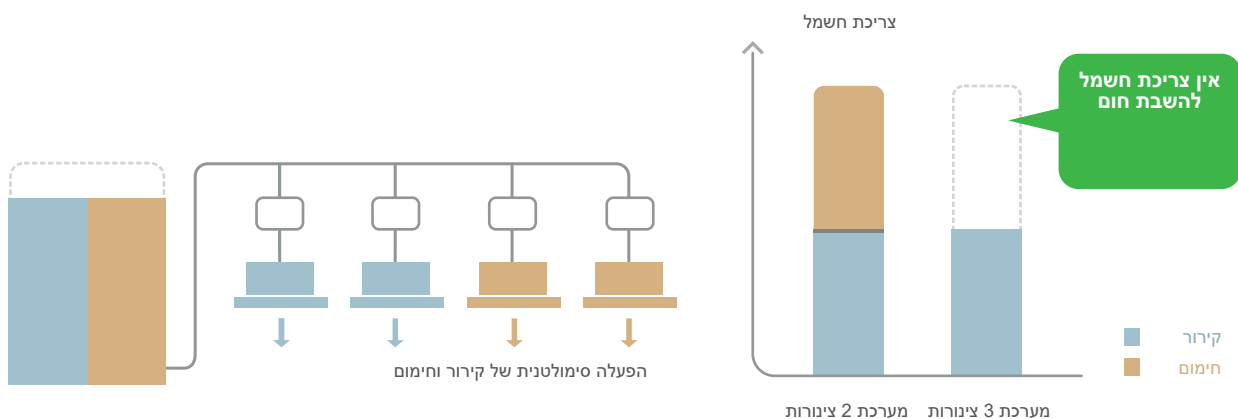 צריכת חשמל
אין צריכת חשמל
להשבת חום
קירור
חימום
הפעלה סימולטנית של קירור וחימום
מערכת 3 צינורות
מערכת 2 צינורות